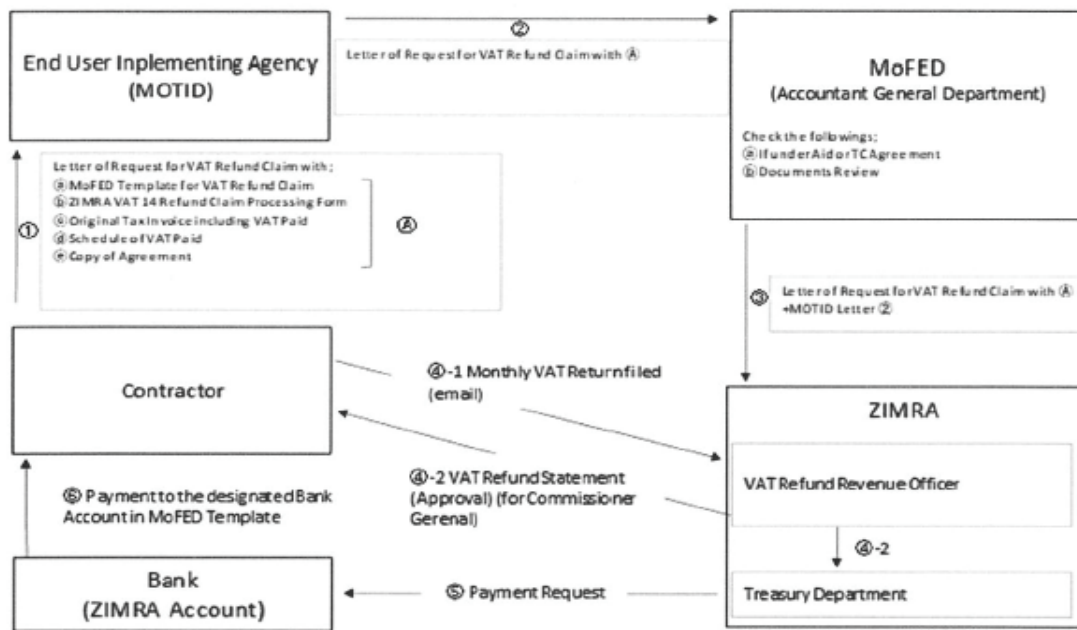 ②
Letter of Request for VAT Refund Claim with Ⓐ
End User Inplementing Agency
(MOTID)
MoFED
(Accountant General Department)
Check the followings;
ⓐ If under Aid or TC Agreement
ⓑ Documents Review
①
Letter of Request for VAT Refund Claim with;
ⓐ MoFED Template for VAT Refund Claim
ⓑ ZIMRA VAT 14 Refund Claim Processing Form
ⓒ Original Tax Invoice including VAT Paid
ⓓ Schedule of VAT Paid
ⓔ Copy of Agreement
Ⓐ
③
Letter of Request for VAT Refund Claim with Ⓐ
+MOTID Letter ②
Contractor
④-1 Monthly VAT Return filled
(email)
④-2 VAT Refund Statement
(Approval) (for Commissioner
Gerenal)
ZIMRA
VAT Refund Revenue Officer
④-2
Treasury Department
⑥ Payment to the designated Bank
Account in MoFED Template
Bank
(ZIMRA Account)
⑤ Payment Request